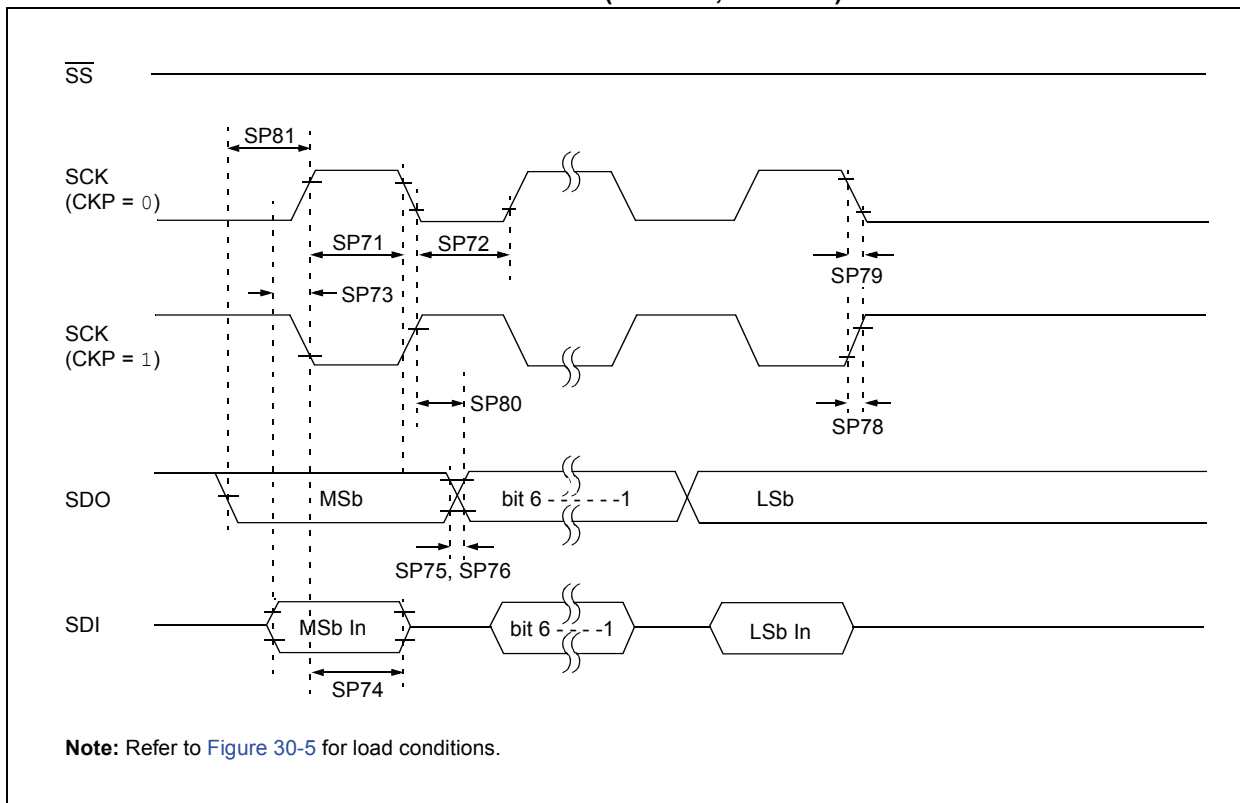 SS
SP81
SCK
(CKP = 0)
SP71
SP72
SP79
SP73
SCK
(CKP = 1)
SP80
SP78
SDO
MSb
bit 6 - - - - - -1
LSb
SP75, SP76
SDI
MSb In
bit 6 - - - -1
LSb In
SP74
Note: Refer to Figure 30-5 for load conditions.